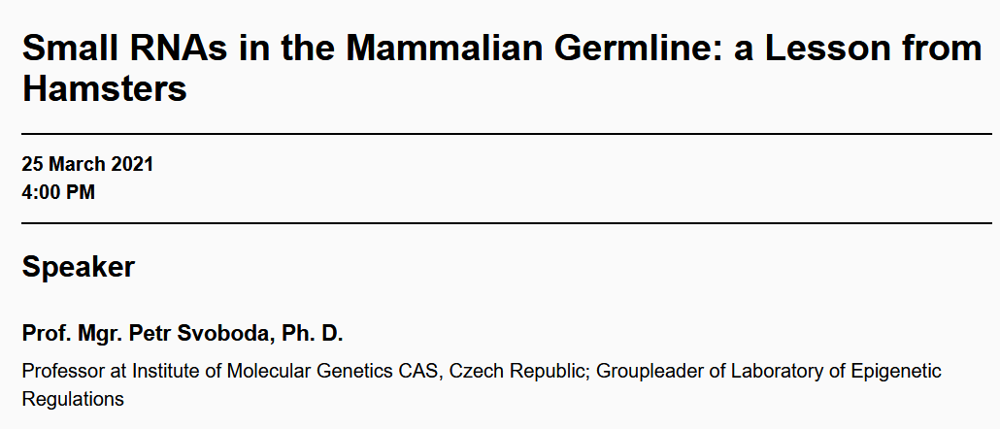 Small RNAs in the Mammalian Germline: a Lesson from
Hamsters
25 March 2021
4:00 PM
Speaker
Prof. Mgr. Petr Svoboda, Ph. D.
Professor at Institute of Molecular Genetics CAS, Czech Republic; Groupleader of Laboratory of Epigenetic
Regulations